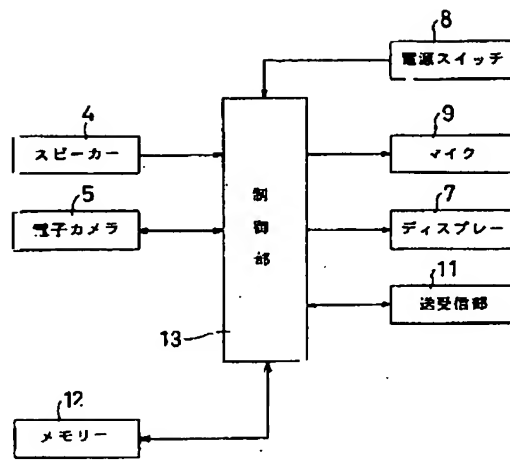 8
電源スイッチ
4
スピーカー
9
マイク
5
電子カメラ
制御部
7
ディスプレー
11
送受信部
13
12
メモリー